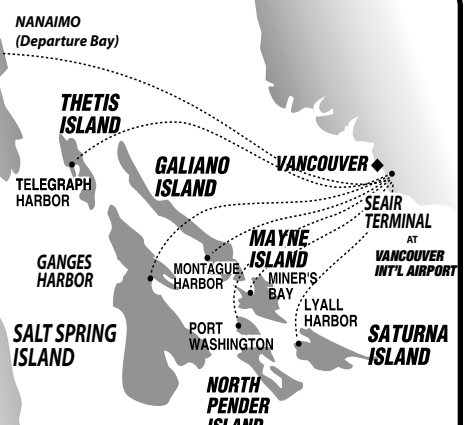 NANAIMO
(Departure Bay)
THETIS
ISLAND
TELEGRAPH
HARBOR
GALIANO
ISLAND
VANCOUVER
SEAIR
TERMINAL
AT
VANCOUVER
INT'L AIRPORT
MAYNE
ISLAND
GANGES
HARBOR
MONTAGUE
HARBOR
MINER'S
BAY
LYALL
HARBOR
SALT SPRING
ISLAND
PORT
WASHINGTON
SATURNA
ISLAND
NORTH
PENDER
ISLAND